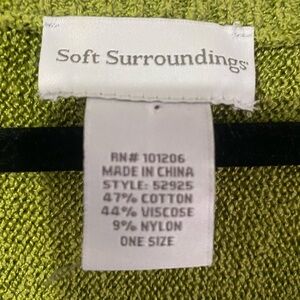 Soft Surroundings
RN# 101206
MADE IN CHINA
STYLE: 52925
47% COTTON
44% VISCOSE
9% NYLON
ONE SIZE